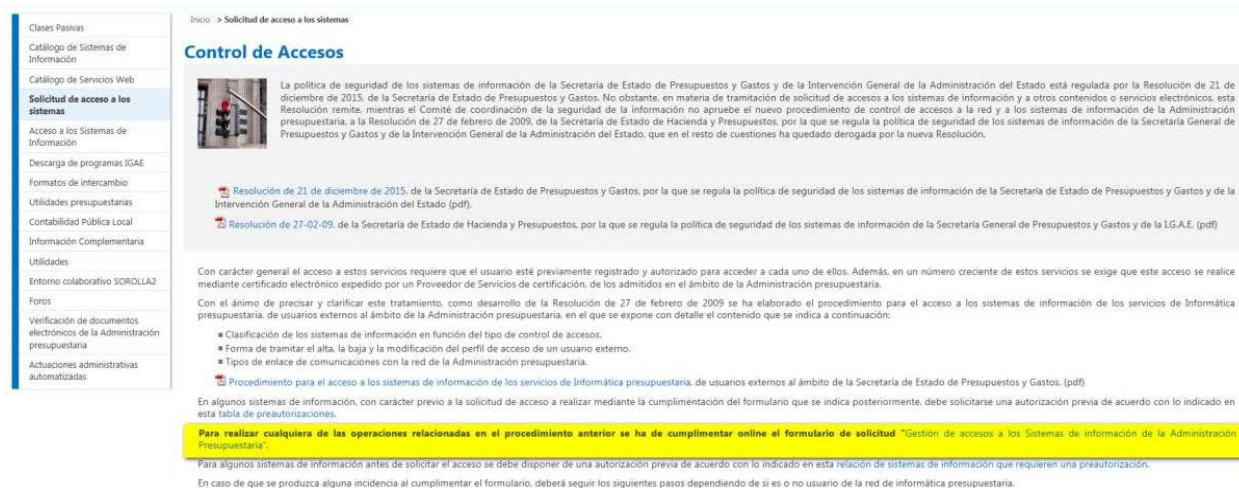 Clases Pasivas
Catálogo de Sistemas de
Información
Catálogo de Servicios Web
Solicitud de acceso a los
sistemas
Acceso a los Sistemas de
Información
Descarga de programas IGAE
Formatos de intercambio
Utilidades presupuestarias
Contabilidad Pública Local
Información Complementaria
Utilidades
Entorno colaborativo SOROLLA2
Foros
Verificación de documentos
electrónicos de la Administración
presupuestaria
Actuaciones administrativas
automatizadas
Inicio > Solicitud de acceso a los sistemas
Control de Accesos
La política de seguridad de los sistemas de información de la Secretaría de Estado de Presupuestos y Gastos y de la Intervención General de la Administración del Estado está regulada por la Resolución de 21 de
diciembre de 2015, de la Secretaría de Estado de Presupuestos y Gastos. No obstante, en materia de tramitación de solicitud de accesos a los sistemas de información y a otros contenidos o servicios electrónicos, esta
Resolución remite, mientras el Comité de coordinación de la seguridad de la información no apruebe el nuevo procedimiento de control de accesos a la red y a los sistemas de información de la Administración
presupuestaria, a la Resolución de 27 de febrero de 2009, de la Secretaría de Estado de Hacienda y Presupuestos, por la que se regula la política de seguridad de los sistemas de información de la Secretaría General de
Presupuestos y Gastos y de la Intervención General de la Administración del Estado, que en el resto de cuestiones ha quedado derogada por la nueva Resolución.
Resolución de 21 de diciembre de 2015, de la Secretaría de Estado de Presupuestos y Gastos, por la que se regula la política de seguridad de los sistemas de información de la Secretaría de Estado de Presupuestos y Gastos y de la
Intervención General de la Administración del Estado (pdf).
Resolución de 27-02-09, de la Secretaría de Estado de Hacienda y Presupuestos, por la que se regula la política de seguridad de los sistemas de información de la Secretaría General de Presupuestos y Gastos y de la I.G.A.E. (pdf)
Con carácter general el acceso a estos servicios requiere que el usuario esté previamente registrado y autorizado para acceder a cada uno de ellos. Además, en un número creciente de estos servicios se exige que este acceso se realice
mediante certificado electrónico expedido por un Proveedor de Servicios de certificación, de los admitidos en el ámbito de la Administración presupuestaria.
Con el ánimo de precisar y clarificar este tratamiento, como desarrollo de la Resolución de 27 de febrero de 2009 se ha elaborado el procedimiento para el acceso a los sistemas de información de los servicios de Informática
presupuestaria, de usuarios externos al ámbito de la Administración presupuestaria, en el que se expone con detalle el contenido que se indica a continuación:
Clasificación de los sistemas de información en función del tipo de control de accesos.
Forma de tramitar el alta, la baja y la modificación del perfil de acceso de un usuario externo.
Tipos de enlace de comunicaciones con la red de la Administración presupuestaria.
Procedimiento para el acceso a los sistemas de información de los servicios de Informática presupuestaria, de usuarios externos al ámbito de la Secretaría de Estado de Presupuestos y Gastos. (pdf)
En algunos sistemas de información, con carácter previo a la solicitud de acceso a realizar mediante la cumplimentación del formulario que se indica posteriormente, debe solicitarse una autorización previa de acuerdo con lo indicado en
esta tabla de preautorizaciones.
Para realizar cualquiera de las operaciones relacionadas en el procedimiento anterior se ha de cumplimentar online el formulario de solicitud "Gestión de accesos a los Sistemas de información de la Administración
Presupuestaria".
Para algunos sistemas de información antes de solicitar el acceso se debe disponer de una autorización previa de acuerdo con lo indicado en esta relación de sistemas de información que requieren una preautorización.
En caso de que se produzca alguna incidencia al cumplimentar el formulario, deberá seguir los siguientes pasos dependiendo de si es o no usuario de la red de informática presupuestaria.